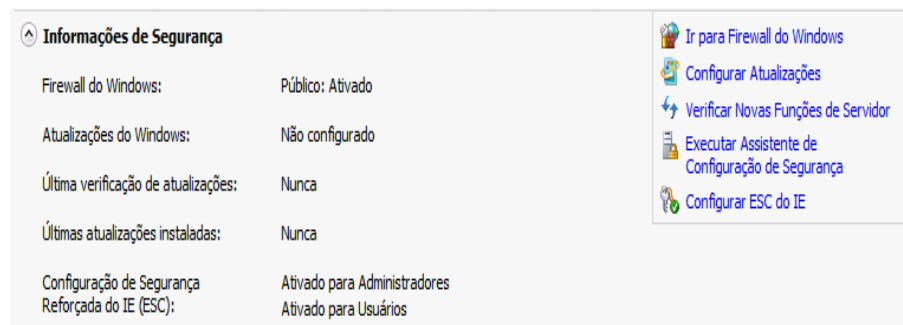 Informações de Segurança
Firewall do Windows: Público: Ativado
Atualizações do Windows: Não configurado
Última verificação de atualizações: Nunca
Últimas atualizações instaladas: Nunca
Configuração de Segurança Ativado para Administradores
Reforçada do IE (ESC): Ativado para Usuários
Ir para Firewall do Windows
Configurar Atualizações
Verificar Novas Funções de Servidor
Executar Assistente de
Configuração de Segurança
Configurar ESC do IE